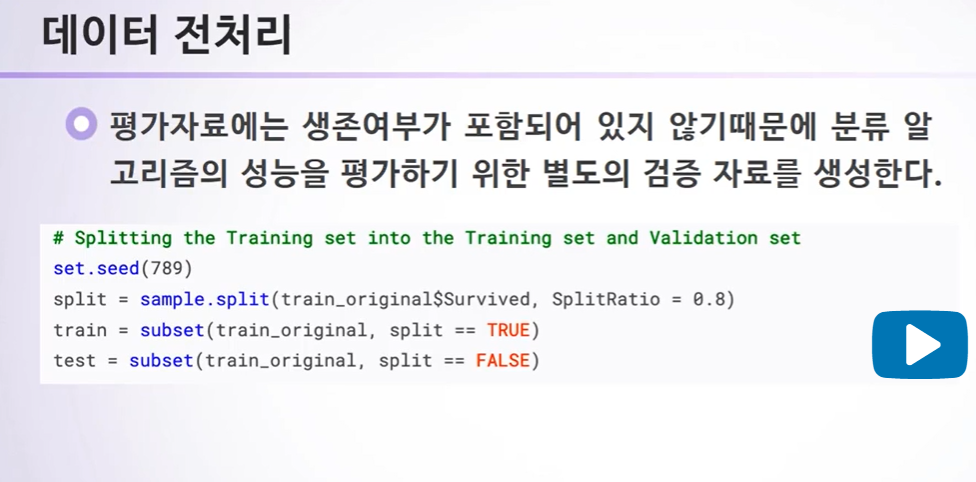 데이터 전처리
평가자료에는 생존여부가 포함되어 있지 않기때문에 분류 알
고리즘의 성능을 평가하기 위한 별도의 검증 자료를 생성한다.
# Splitting the Training set into the Training set and Validation set
set.seed(789)
split = sample.split(train_original$Survived, SplitRatio = 0.8)
train = subset(train_original, split == TRUE)
test = subset(train_original, split == FALSE)